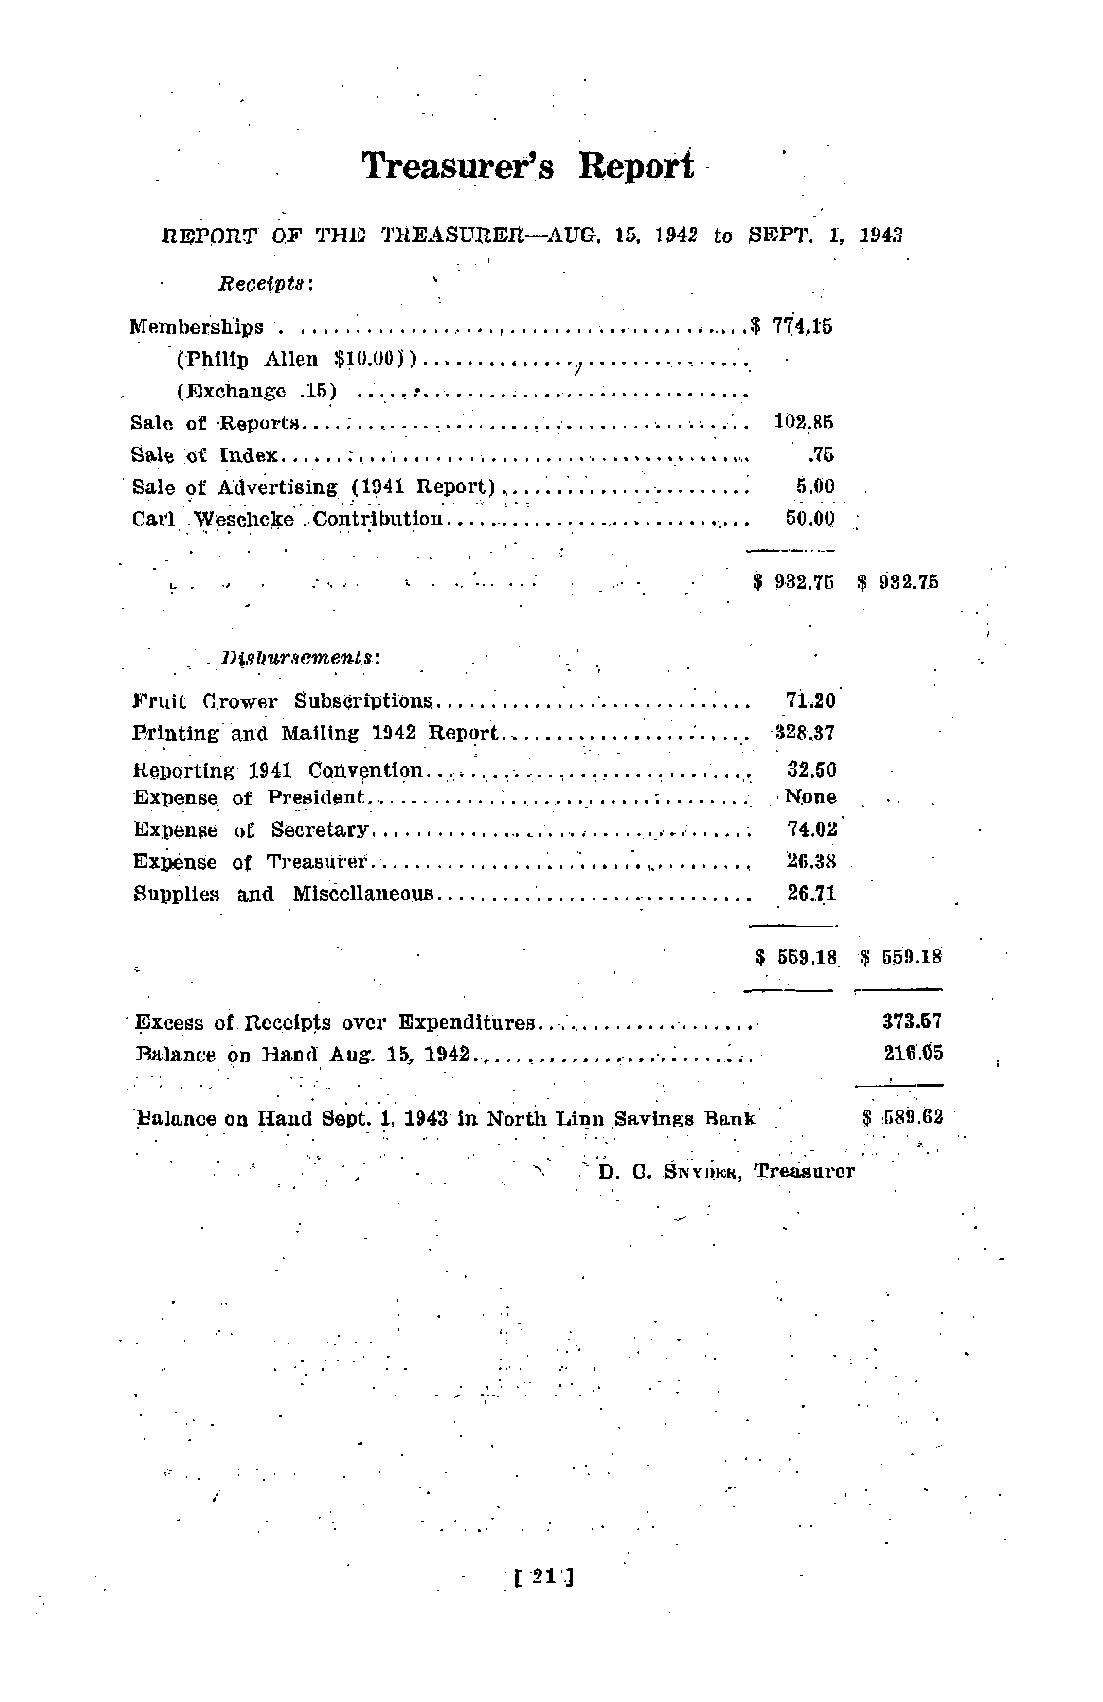 Treasurer's Report
REPORT OF THE TREASURER—AUG. 15, 1942 to SEPT. 1, 1943
Receipts:
Memberships . ........................................$ 774.15
(Philip Allen $10.00))..............................
(Exchange .15) ...................................
Sale of Reports........................................ 102.85
Sale of Index.......................................... .75
Sale of Advertising (1941 Report)...................... 5.00
Carl Weschcke Contribution........................... 50.00
$ 932.75 $ 932.75
Disbursements:
Fruit Grower Subscriptions............................ 71.20
Printing and Mailing 1942 Report...................... 328.37
Reporting 1941 Convention............................. 32.50
Expense of President.................................. None
Expense of Secretary.................................. 74.02
Expense of Treasurer.................................. 26.38
Supplies and Miscellaneous............................ 26.71
$ 559.18 $ 559.18
Excess of Receipts over Expenditures................... 373.57
Balance on Hand Aug. 15, 1942......................... 216.05
Balance on Hand Sept. 1, 1943 in North Linn Savings Bank $ 589.62
D. C. SNYDER, Treasurer
[ 21 ]